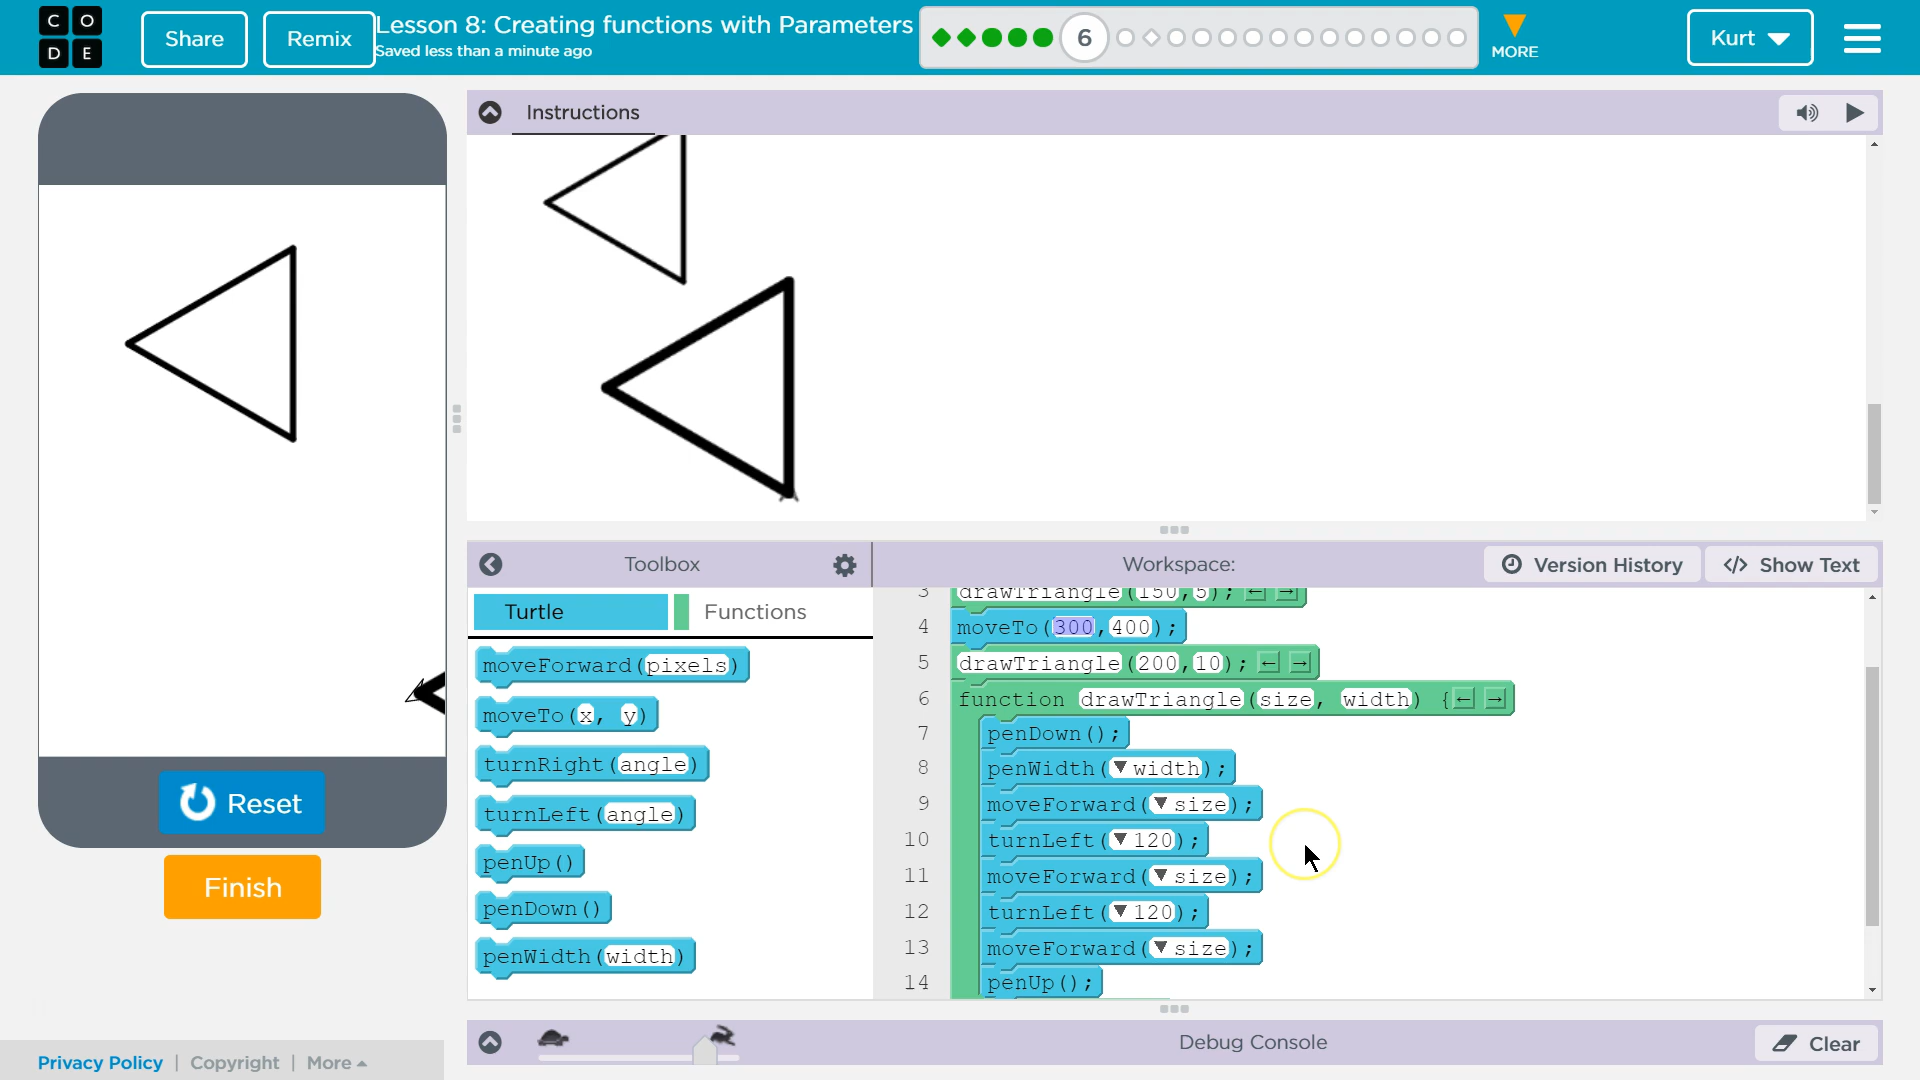 C O
D E
Share
Remix
Lesson 8: Creating functions with Parameters
Saved less than a minute ago
6
MORE
Kurt
Instructions
Toolbox
Workspace:
Version History
</> Show Text
Turtle
Functions
moveForward(pixels)
moveTo(x, y)
turnRight(angle)
turnLeft(angle)
penUp()
penDown()
penWidth(width)
3 drawTriangle(150,5); ← →
4 moveTo(300,400);
5 drawTriangle(200,10); ← →
6 function drawTriangle(size, width) { ← →
7 penDown();
8 penWidth(▼ width);
9 moveForward(▼ size);
10 turnLeft(▼ 120);
11 moveForward(▼ size);
12 turnLeft(▼ 120);
13 moveForward(▼ size);
14 penUp();
Reset
Finish
Debug Console
Clear
Privacy Policy | Copyright | More